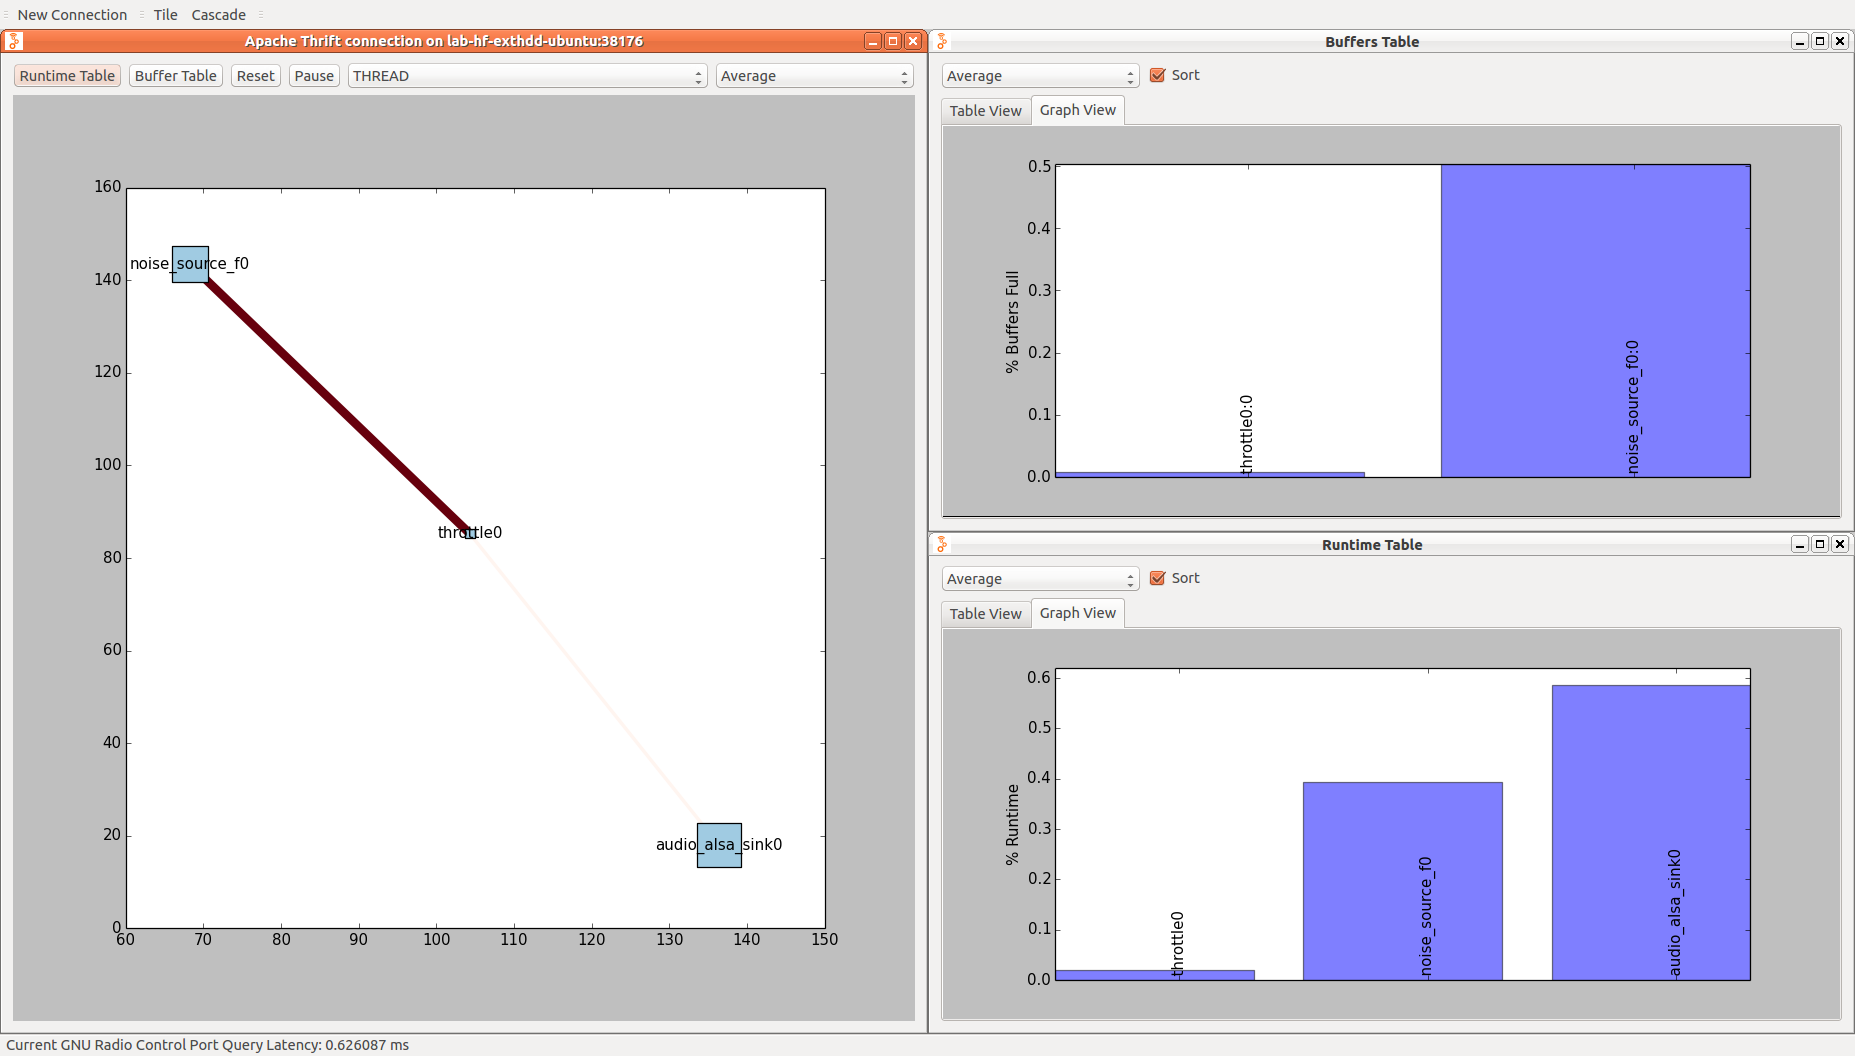 New Connection Tile Cascade
Apache Thrift connection on lab-hf-exthdd-ubuntu:38176
Runtime Table Buffer Table Reset Pause THREAD Average
160
140
120
100
80
60
40
20
0
60 70 80 90 100 110 120 130 140 150
noise_source_f0
throttle0
audio_alsa_sink0
Buffers Table
Average Sort
Table View Graph View
% Buffers Full
0.5
0.4
0.3
0.2
0.1
0.0
throttle0:0
noise_source_f0:0
Runtime Table
Average Sort
Table View Graph View
% Runtime
0.6
0.5
0.4
0.3
0.2
0.1
0.0
throttle0
noise_source_f0
audio_alsa_sink0
Current GNU Radio Control Port Query Latency: 0.626087 ms